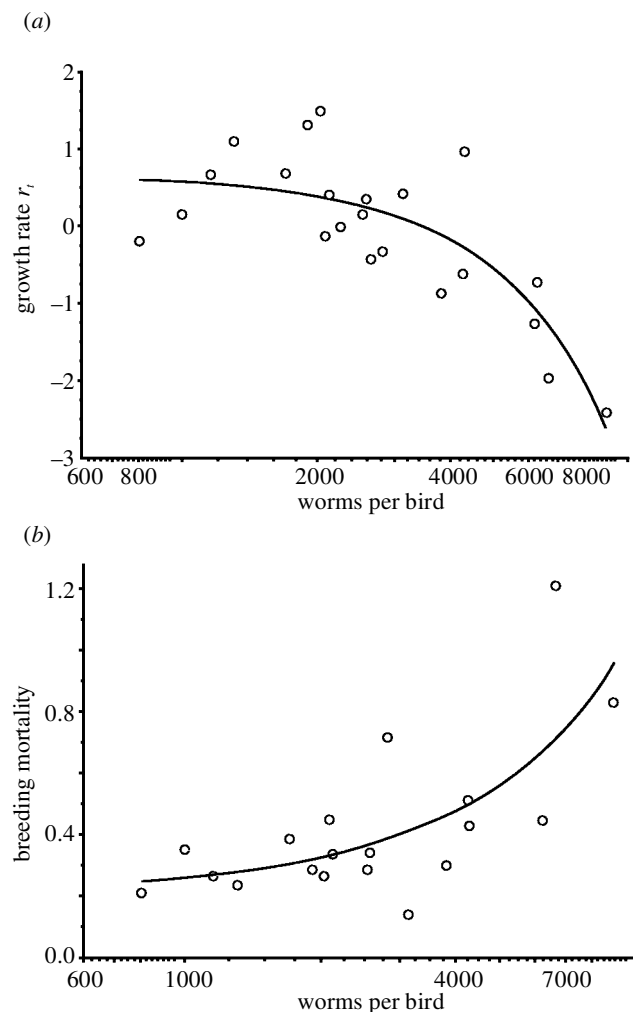 (a)
2
1
0
–1
–2
–3
growth rate r_t
600 800 2000 4000 6000 8000
worms per bird
(b)
1.2
0.8
0.4
0.0
breeding mortality
600 1000 4000 7000
worms per bird